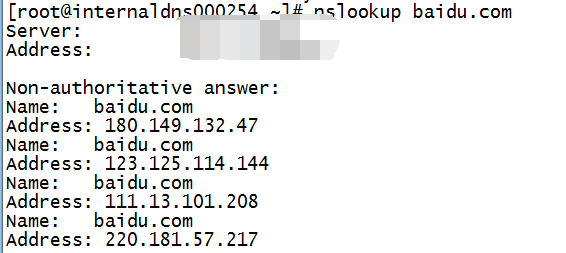 [root@internaldns000254 ~]# nslookup baidu.com
Server:
Address:
Non-authoritative answer:
Name:   baidu.com
Address: 180.149.132.47
Name:   baidu.com
Address: 123.125.114.144
Name:   baidu.com
Address: 111.13.101.208
Name:   baidu.com
Address: 220.181.57.217